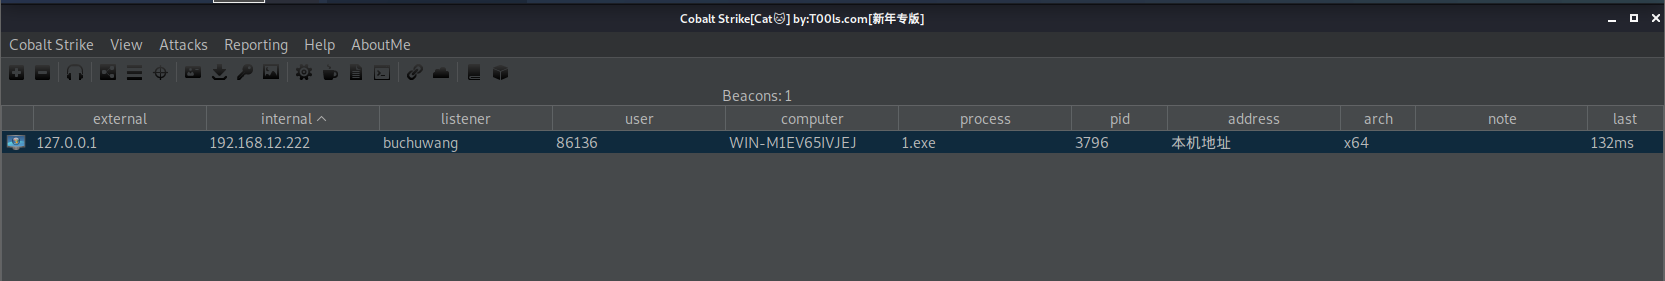 Cobalt Strike[Cat🐱] by:T00ls.com[新年专版]
Cobalt Strike View Attacks Reporting Help AboutMe
Beacons: 1
external internal listener user computer process pid address arch note last
127.0.0.1 192.168.12.222 buchuwang 86136 WIN-M1EV65IVJEJ 1.exe 3796 本机地址 x64 132ms